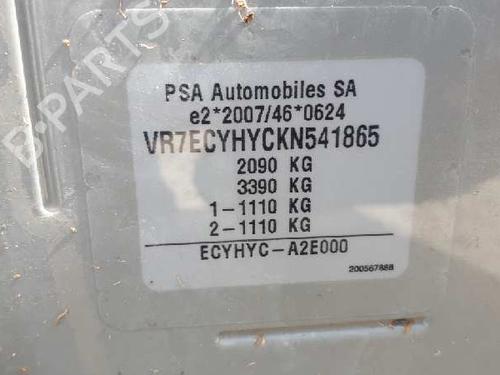 PSA Automobiles SA
e2*2007/46*0624
VR7ECYHYCKN541865
2090 KG
3390 KG
1-1110 KG
2-1110 KG
ECYHYC-A2E000
200567888
B-PARTS